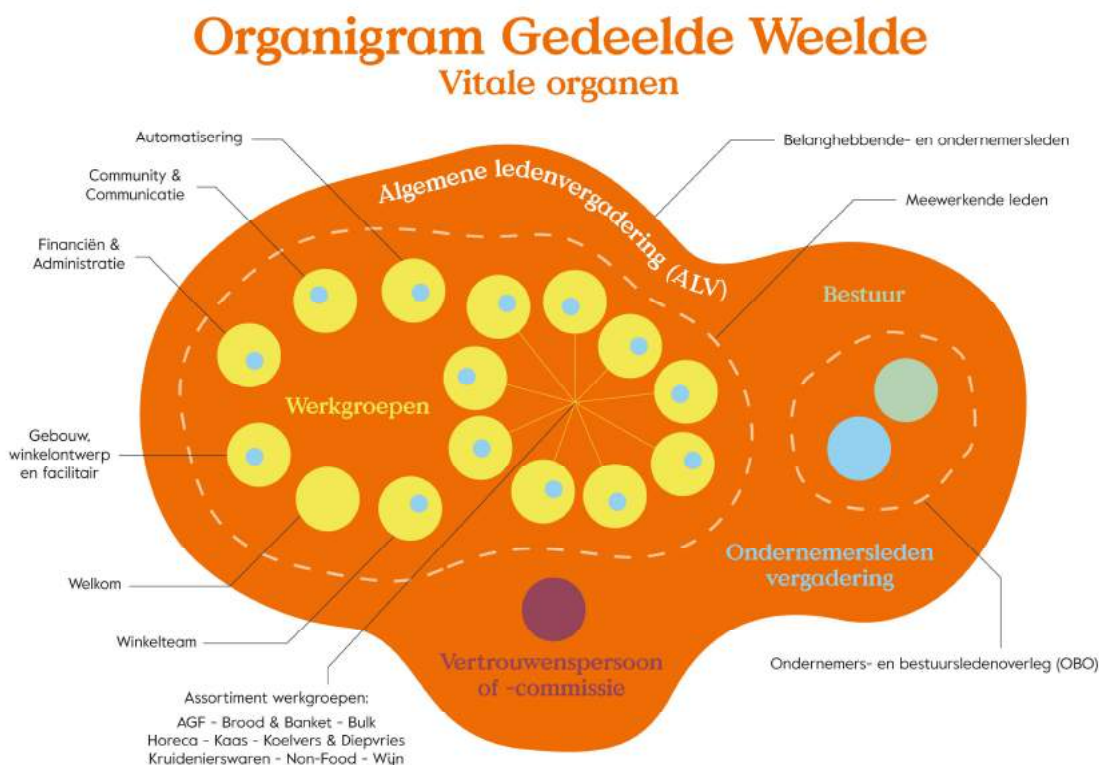 Organigram Gedeelde Weelde
Vitale organen
Automatisering
Community &
Communicatie
Financiën &
Administratie
Gebouw,
winkelontwerp
en facilitair
Welkom
Winkelteam
Assortiment werkgroepen:
AGF - Brood & Banket - Bulk
Horeca - Kaas - Koelvers & Diepvries
Kruidenierswaren - Non-Food - Wijn
Algemene ledenvergadering (ALV)
Werkgroepen
Vertrouwenspersoon
of -commissie
Belanghebbende- en ondernemersleden
Meewerkende leden
Bestuur
Ondernemersleden
vergadering
Ondernemers- en bestuursledenoverleg (OBO)